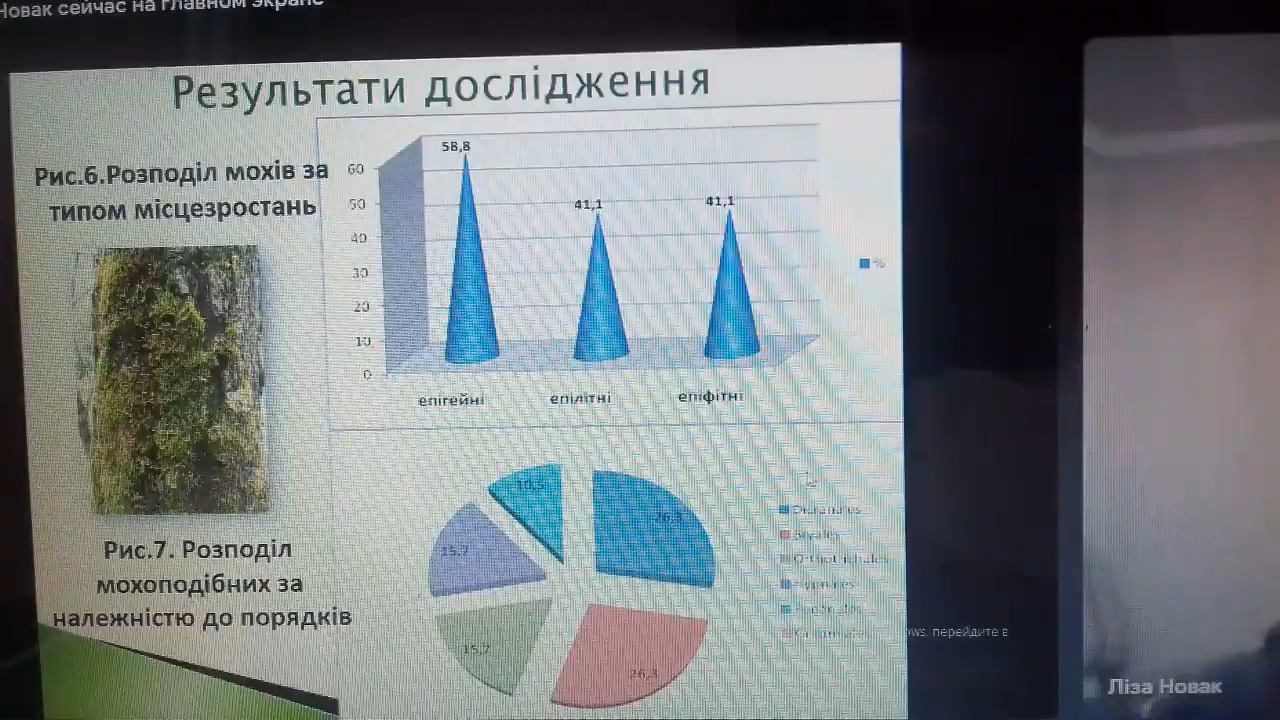 Новак сейчас на главном экране
Результати дослідження
Рис.6.Розподіл мохів за
типом місцезростань
58,8
41,1
41,1
60
50
40
30
20
10
0
%
епігейні
епілітні
епіфітні
Рис.7. Розподіл
мохоподібних за
належністю до порядків
10,5
26,3
15,7
15,7
26,3
перейдите в
Ліза Новак